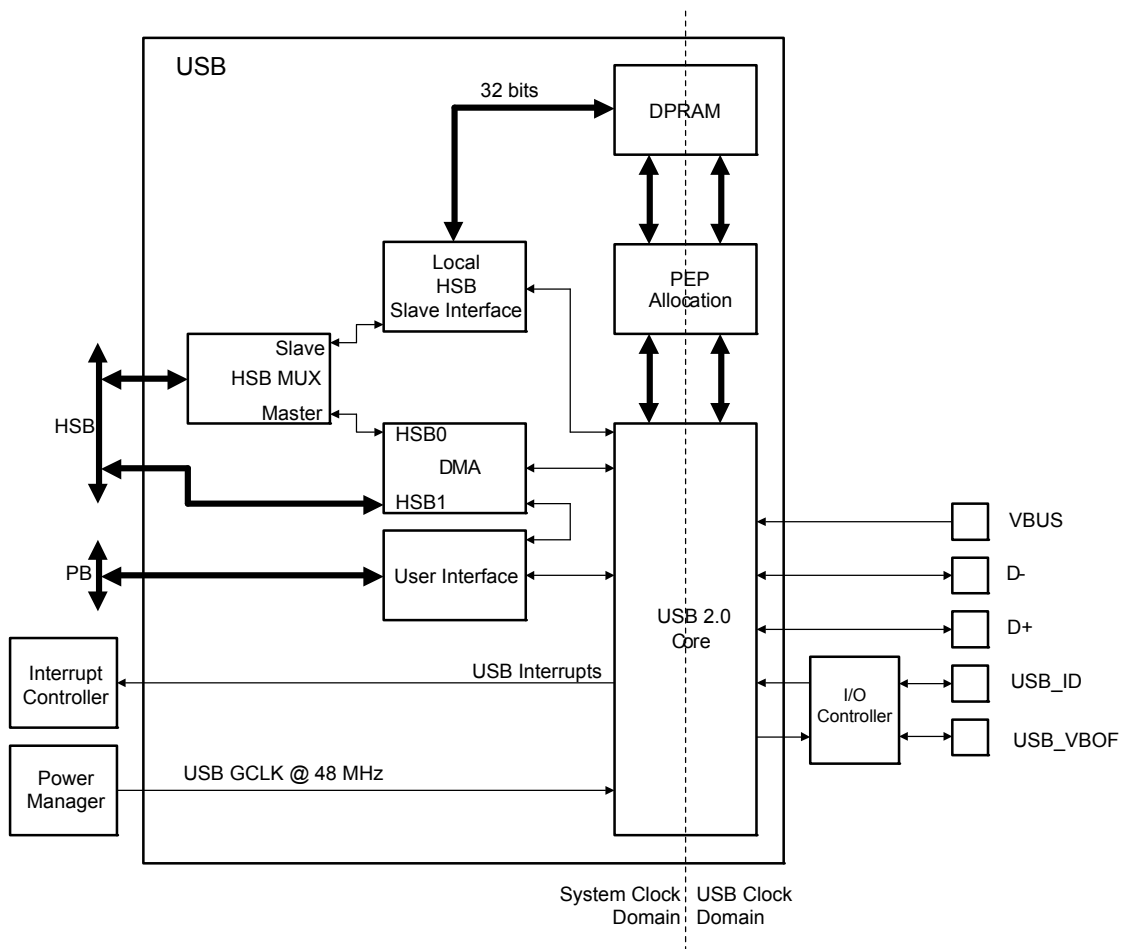 USB
32 bits
DPRAM
Local
HSB
Slave Interface
PEP
Allocation
Slave
HSB MUX
Master
HSB
HSB0
DMA
HSB1
PB
User Interface
VBUS
D-
D+
USB 2.0
Core
USB Interrupts
Interrupt
Controller
I/O
Controller
USB_ID
USB_VBOF
USB GCLK @ 48 MHz
Power
Manager
System Clock
Domain
USB Clock
Domain